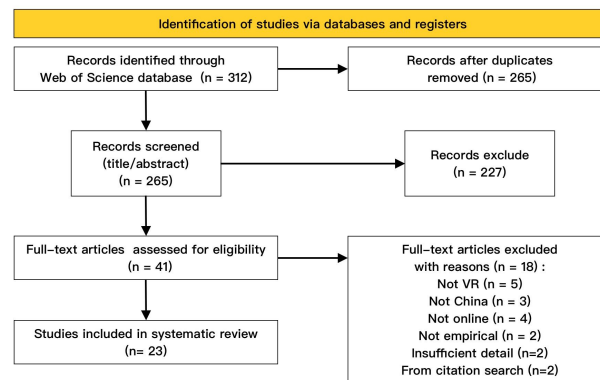 Identification of studies via databases and registers
Records identified through
Web of Science database (n = 312)
Records after duplicates
removed (n = 265)
Records screened
(title/abstract)
(n = 265)
Records exclude
(n = 227)
Full-text articles assessed for eligibility
(n = 41)
Full-text articles excluded
with reasons (n = 18) :
Not VR (n = 5)
Not China (n = 3)
Not online (n = 4)
Not empirical (n = 2)
Insufficient detail (n=2)
From citation search (n=2)
Studies included in systematic review
(n= 23)